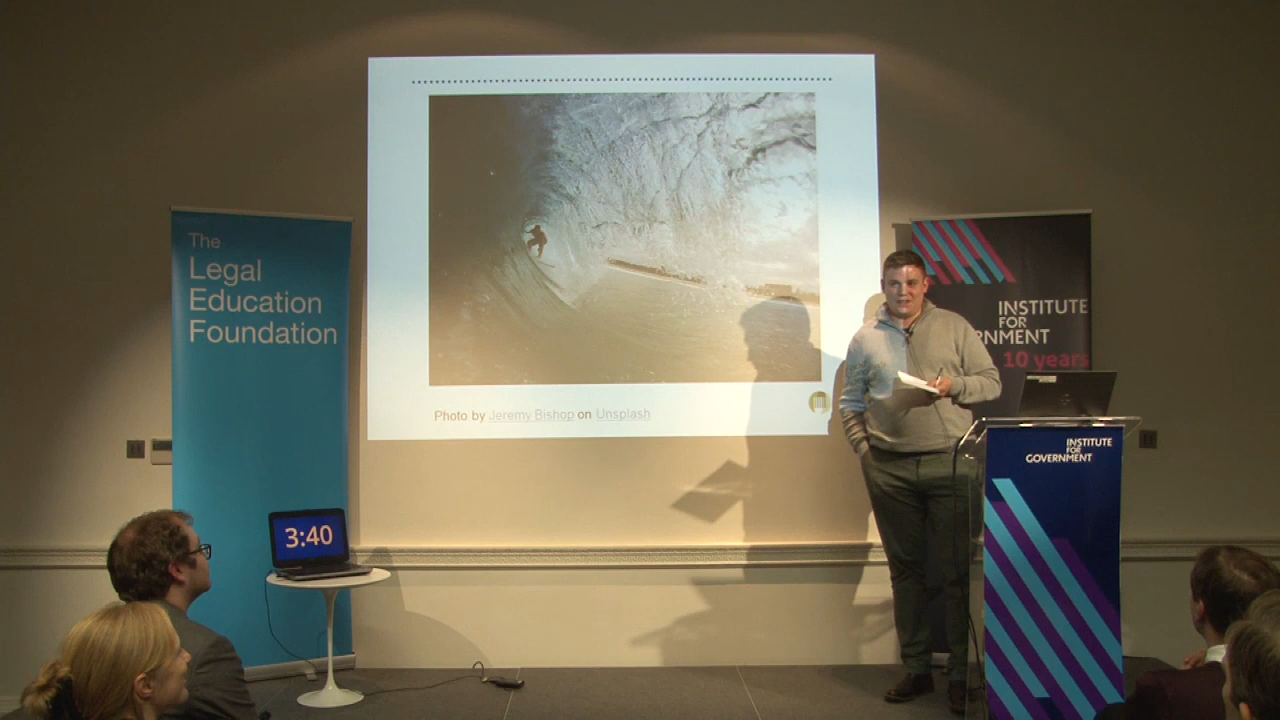 The
Legal
Education
Foundation
Photo by Jeremy Bishop on Unsplash
3:40
INSTITUTE
FOR
RNMENT
10 years
INSTITUTE
FOR
GOVERNMENT